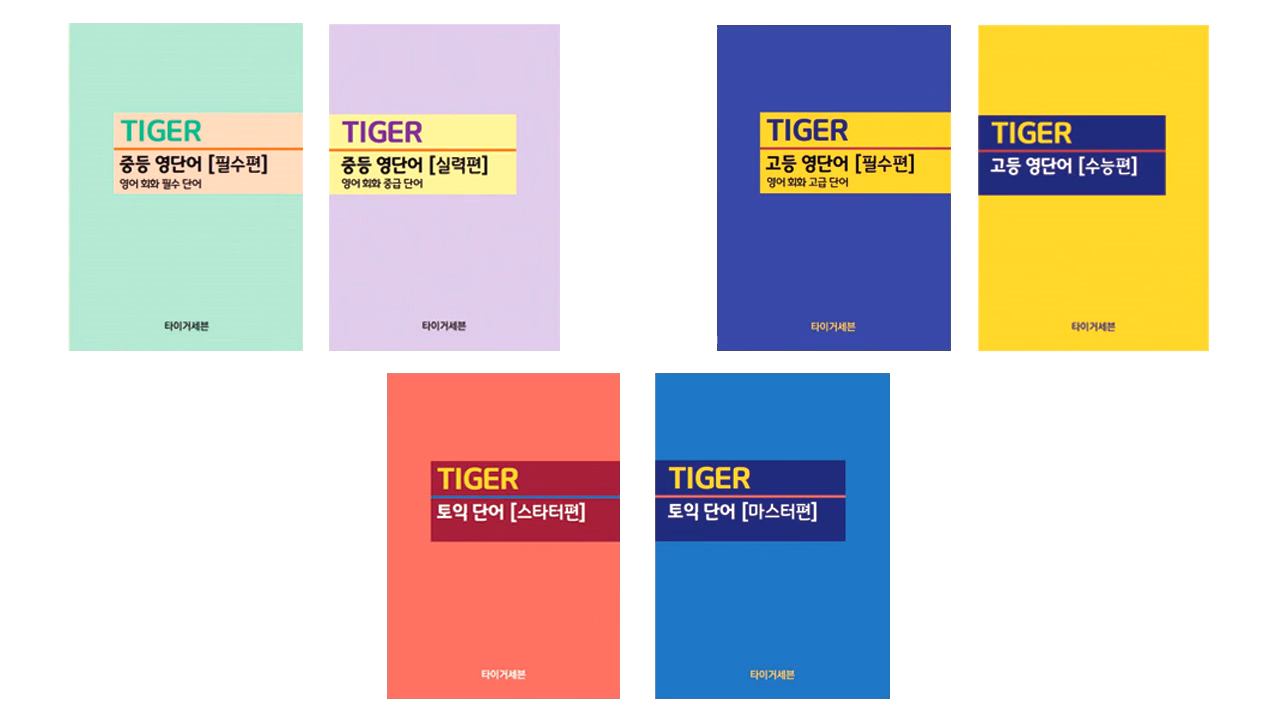 TIGER
중등 영단어 [필수편]
영어 회화 필수 단어
타이거세븐
TIGER
중등 영단어 [실력편]
영어 회화 중급 단어
타이거세븐
TIGER
고등 영단어 [필수편]
영어 회화 고급 단어
타이거세븐
TIGER
고등 영단어 [수능편]
타이거세븐
TIGER
토익 단어 [스타터편]
타이거세븐
TIGER
토익 단어 [마스터편]
타이거세븐